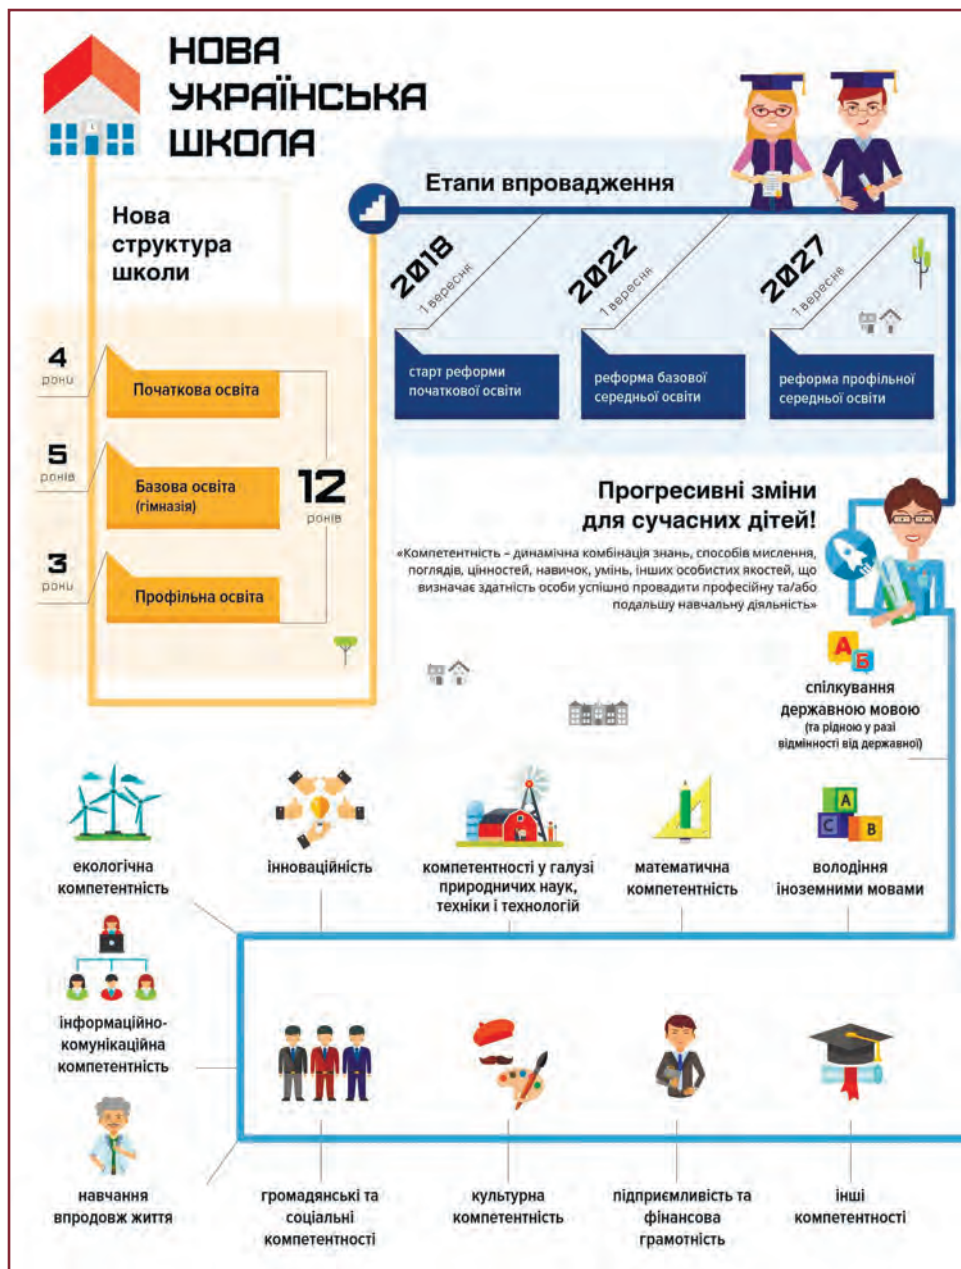 НОВА
УКРАЇНСЬКА
ШКОЛА
Нова
структура
школи
4
роки
Початкова освіта
5
років
Базова освіта
(гімназія)
3
роки
Профільна освіта
12
років
Етапи впровадження
2018
1 вересня
старт реформи
початкової освіти
2022
1 вересня
реформа базової
середньої освіти
2027
1 вересня
реформа профільної
середньої освіти
Прогресивні зміни
для сучасних дітей!
«Компетентність – динамічна комбінація знань, способів мислення,
поглядів, цінностей, навичок, умінь, інших особистих якостей, що
визначає здатність особи успішно провадити професійну та/або
подальшу навчальну діяльність»
А
Б
спілкування
державною мовою
(та рідною у разі
відмінності від державної)
A
C
B
володіння
іноземними мовами
математична
компетентність
компетентності у галузі
природничих наук,
техніки і технологій
інноваційність
екологічна
компетентність
інформаційно-
комунікаційна
компетентність
навчання
впродовж життя
громадянські та
соціальні
компетентності
культурна
компетентність
підприємливість та
фінансова
грамотність
інші
компетентності